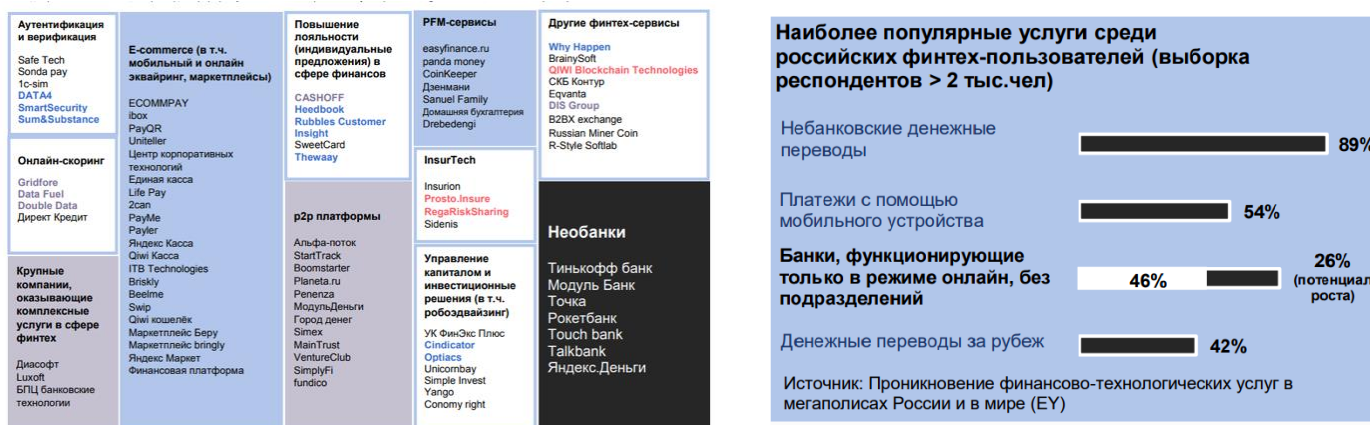 Аутентификация
и верификация
Safe Tech
Sonda pay
1c-sim
DATA4
SmartSecurity
Sum&Substance
Онлайн-скоринг
Gridfore
Data Fuel
Double Data
Директ Кредит
Крупные
компании,
оказывающие
комплексные
услуги в сфере
финтех
Диасофт
Luxoft
БПЦ банковские
технологии
E-commerce (в т.ч.
мобильный и онлайн
эквайринг, маркетплейсы)
ECOMMPAY
ibox
PayQR
Uniteller
Центр корпоративных
технологий
Единая касса
Life Pay
2can
PayMe
Payler
Яндекс Касса
Qiwi Касса
ITB Technologies
Briskly
Beelme
Swip
Qiwi кошелёк
Маркетплейс Беру
Маркетплейс bringly
Яндекс Маркет
Финансовая платформа
Повышение
лояльности
(индивидуальные
предложения) в
сфере финансов
CASHOFF
Heedbook
Rubbles Customer
Insight
SweetCard
Thewaay
p2p платформы
Альфа-поток
StartTrack
Boomstarter
Planeta.ru
Penenza
МодульДеньги
Город денег
Simex
MainTrust
VentureClub
SimplyFi
fundico
PFM-сервисы
easyfinance.ru
panda money
CoinKeeper
Дзенмани
Sanuel Family
Домашняя бухгалтерия
Drebedengi
InsurTech
Insurion
Prosto.Insure
RegaRiskSharing
Sidenis
Управление
капиталом и
инвестиционные
решения (в т.ч.
робоэдвайзинг)
УК ФинЭкс Плюс
Cindicator
Optiacs
Unicornbay
Simple Invest
Yango
Conomy right
Другие финтех-сервисы
Why Happen
BrainySoft
QIWI Blockchain Technologies
СКБ Контур
Eqvanta
DIS Group
B2BX exchange
Russian Miner Coin
R-Style Softlab
Необанки
Тинькофф банк
Модуль Банк
Точка
Рокетбанк
Touch bank
Talkbank
Яндекс.Деньги
Наиболее популярные услуги среди
российских финтех-пользователей (выборка
респондентов > 2 тыс.чел)
Небанковские денежные
переводы
89%
Платежи с помощью
мобильного устройства
54%
Банки, функционирующие
только в режиме онлайн, без
подразделений
46%
26%
(потенциал
роста)
Денежные переводы за рубеж
42%
Источник: Проникновение финансово-технологических услуг в
мегаполисах России и в мире (EY)